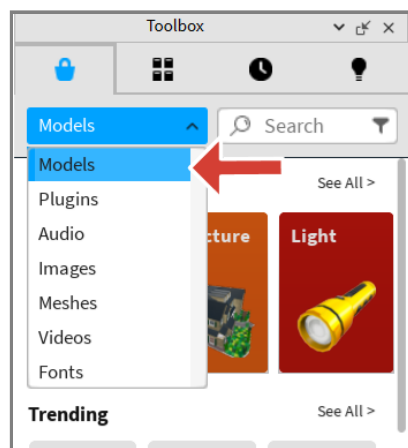 Toolbox
Models
Search
Models
See All >
Plugins
Audio
cture
Light
Images
Meshes
Videos
Fonts
Trending
See All >